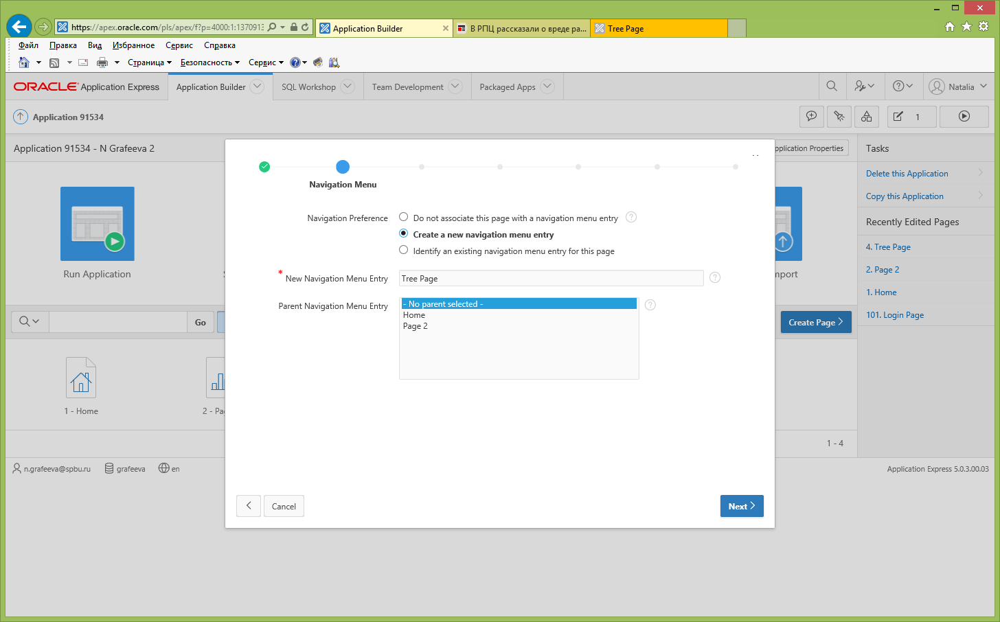 https://apex.oracle.com/pls/apex/f?p=4000:1:1370913
Application Builder
В РПЦ рассказали о вреде ра...
Tree Page
Файл Правка Вид Избранное Сервис Справка
Страница Безопасность Сервис
ORACLE Application Express
Application Builder
SQL Workshop
Team Development
Packaged Apps
Natalia
Application 91534
1
Application 91534 - N Grafeeva 2
pplication Properties
Tasks
Delete this Application
Copy this Application
Recently Edited Pages
4. Tree Page
2. Page 2
1. Home
101. Login Page
Run Application
mport
Navigation Menu
Navigation Preference
Do not associate this page with a navigation menu entry
Create a new navigation menu entry
Identify an existing navigation menu entry for this page
* New Navigation Menu Entry Tree Page
Parent Navigation Menu Entry
- No parent selected -
Home
Page 2
Go
Create Page
1 - Home
2 - Pa
1 - 4
Cancel
Next
n.grafeeva@spbu.ru grafeeva en
Application Express 5.0.3.00.03